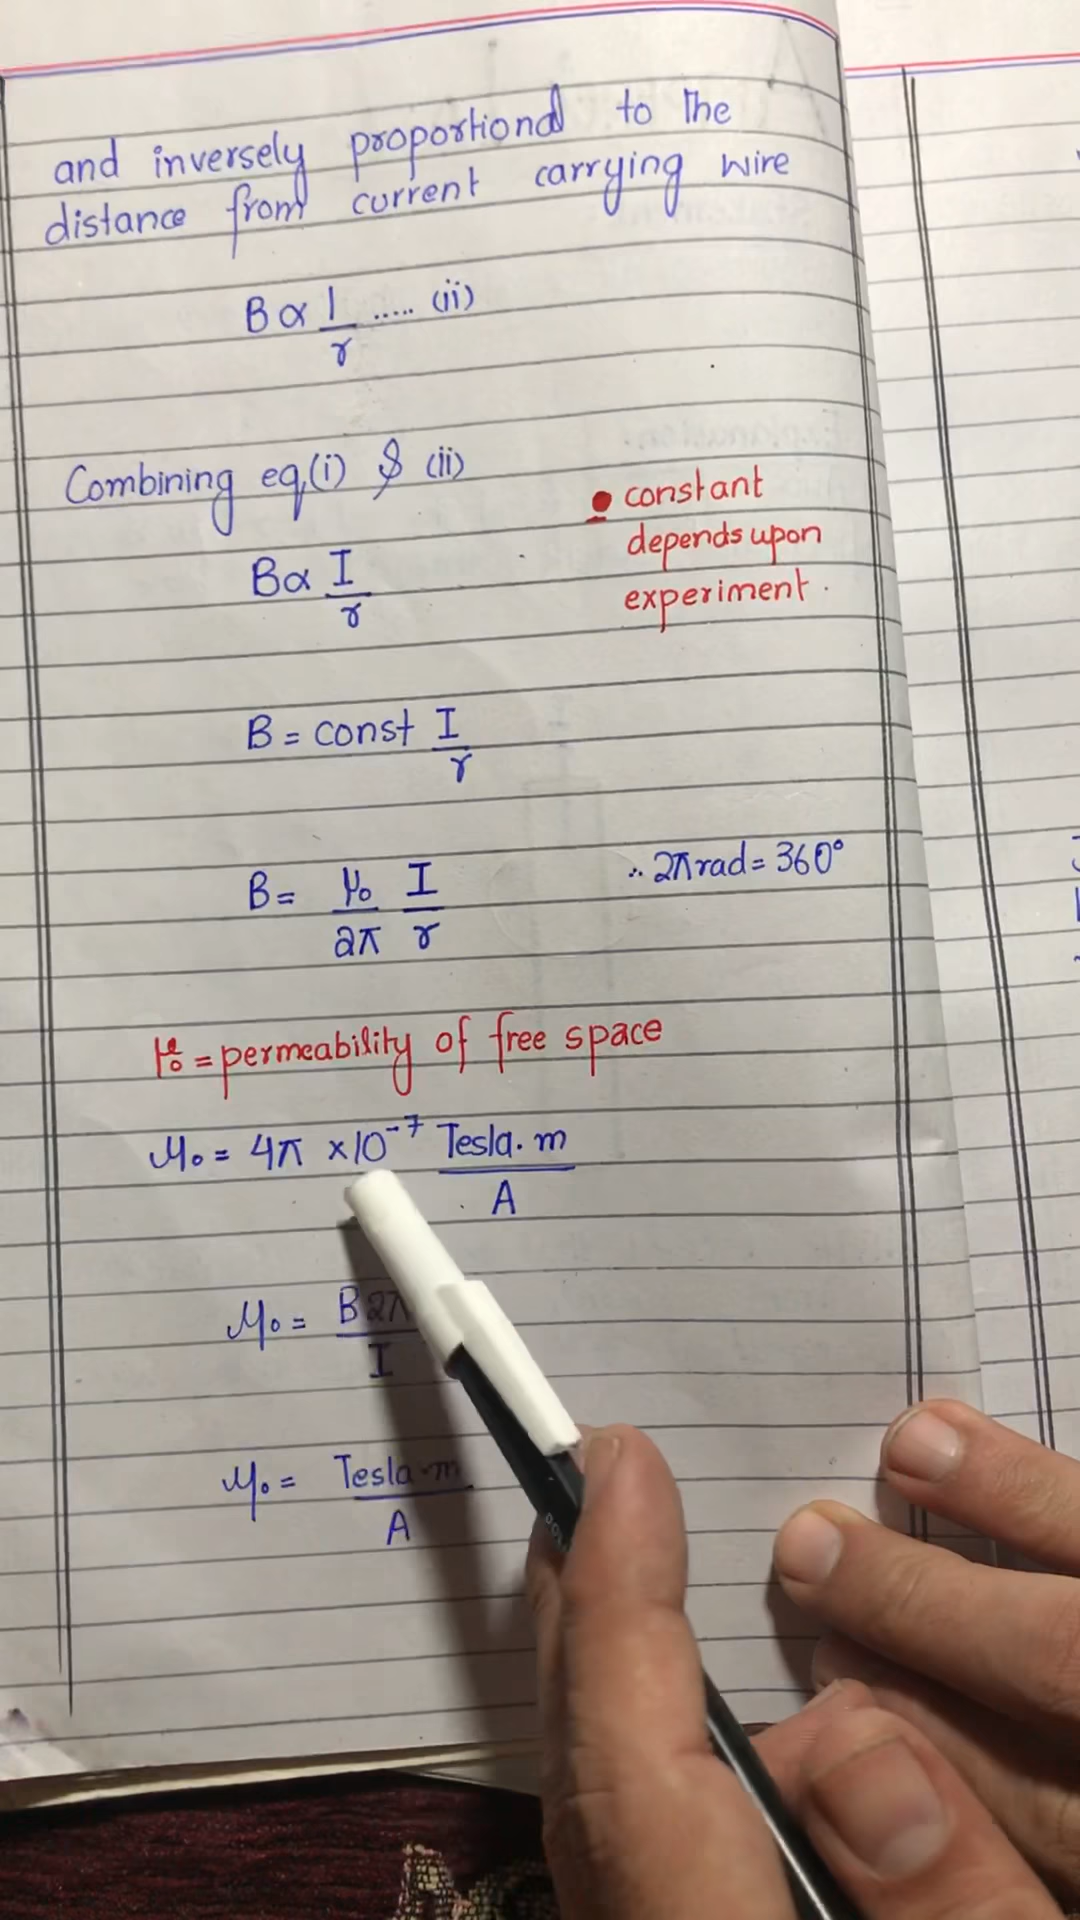 and inversely proportional to the
distance from current carrying wire
B ∝ 1/r ..... (ii)
Combining eq,(i) & (ii)
B ∝ I/r
• constant
depends upon
experiment.
B = const I/r
B = μ₀/2π I/r
∴ 2π rad = 360°
μ₀ = permeability of free space
μ₀ = 4π ×10⁻⁷ Tesla.m/A
μ₀ = B2π/I
μ₀ = Tesla.m/A